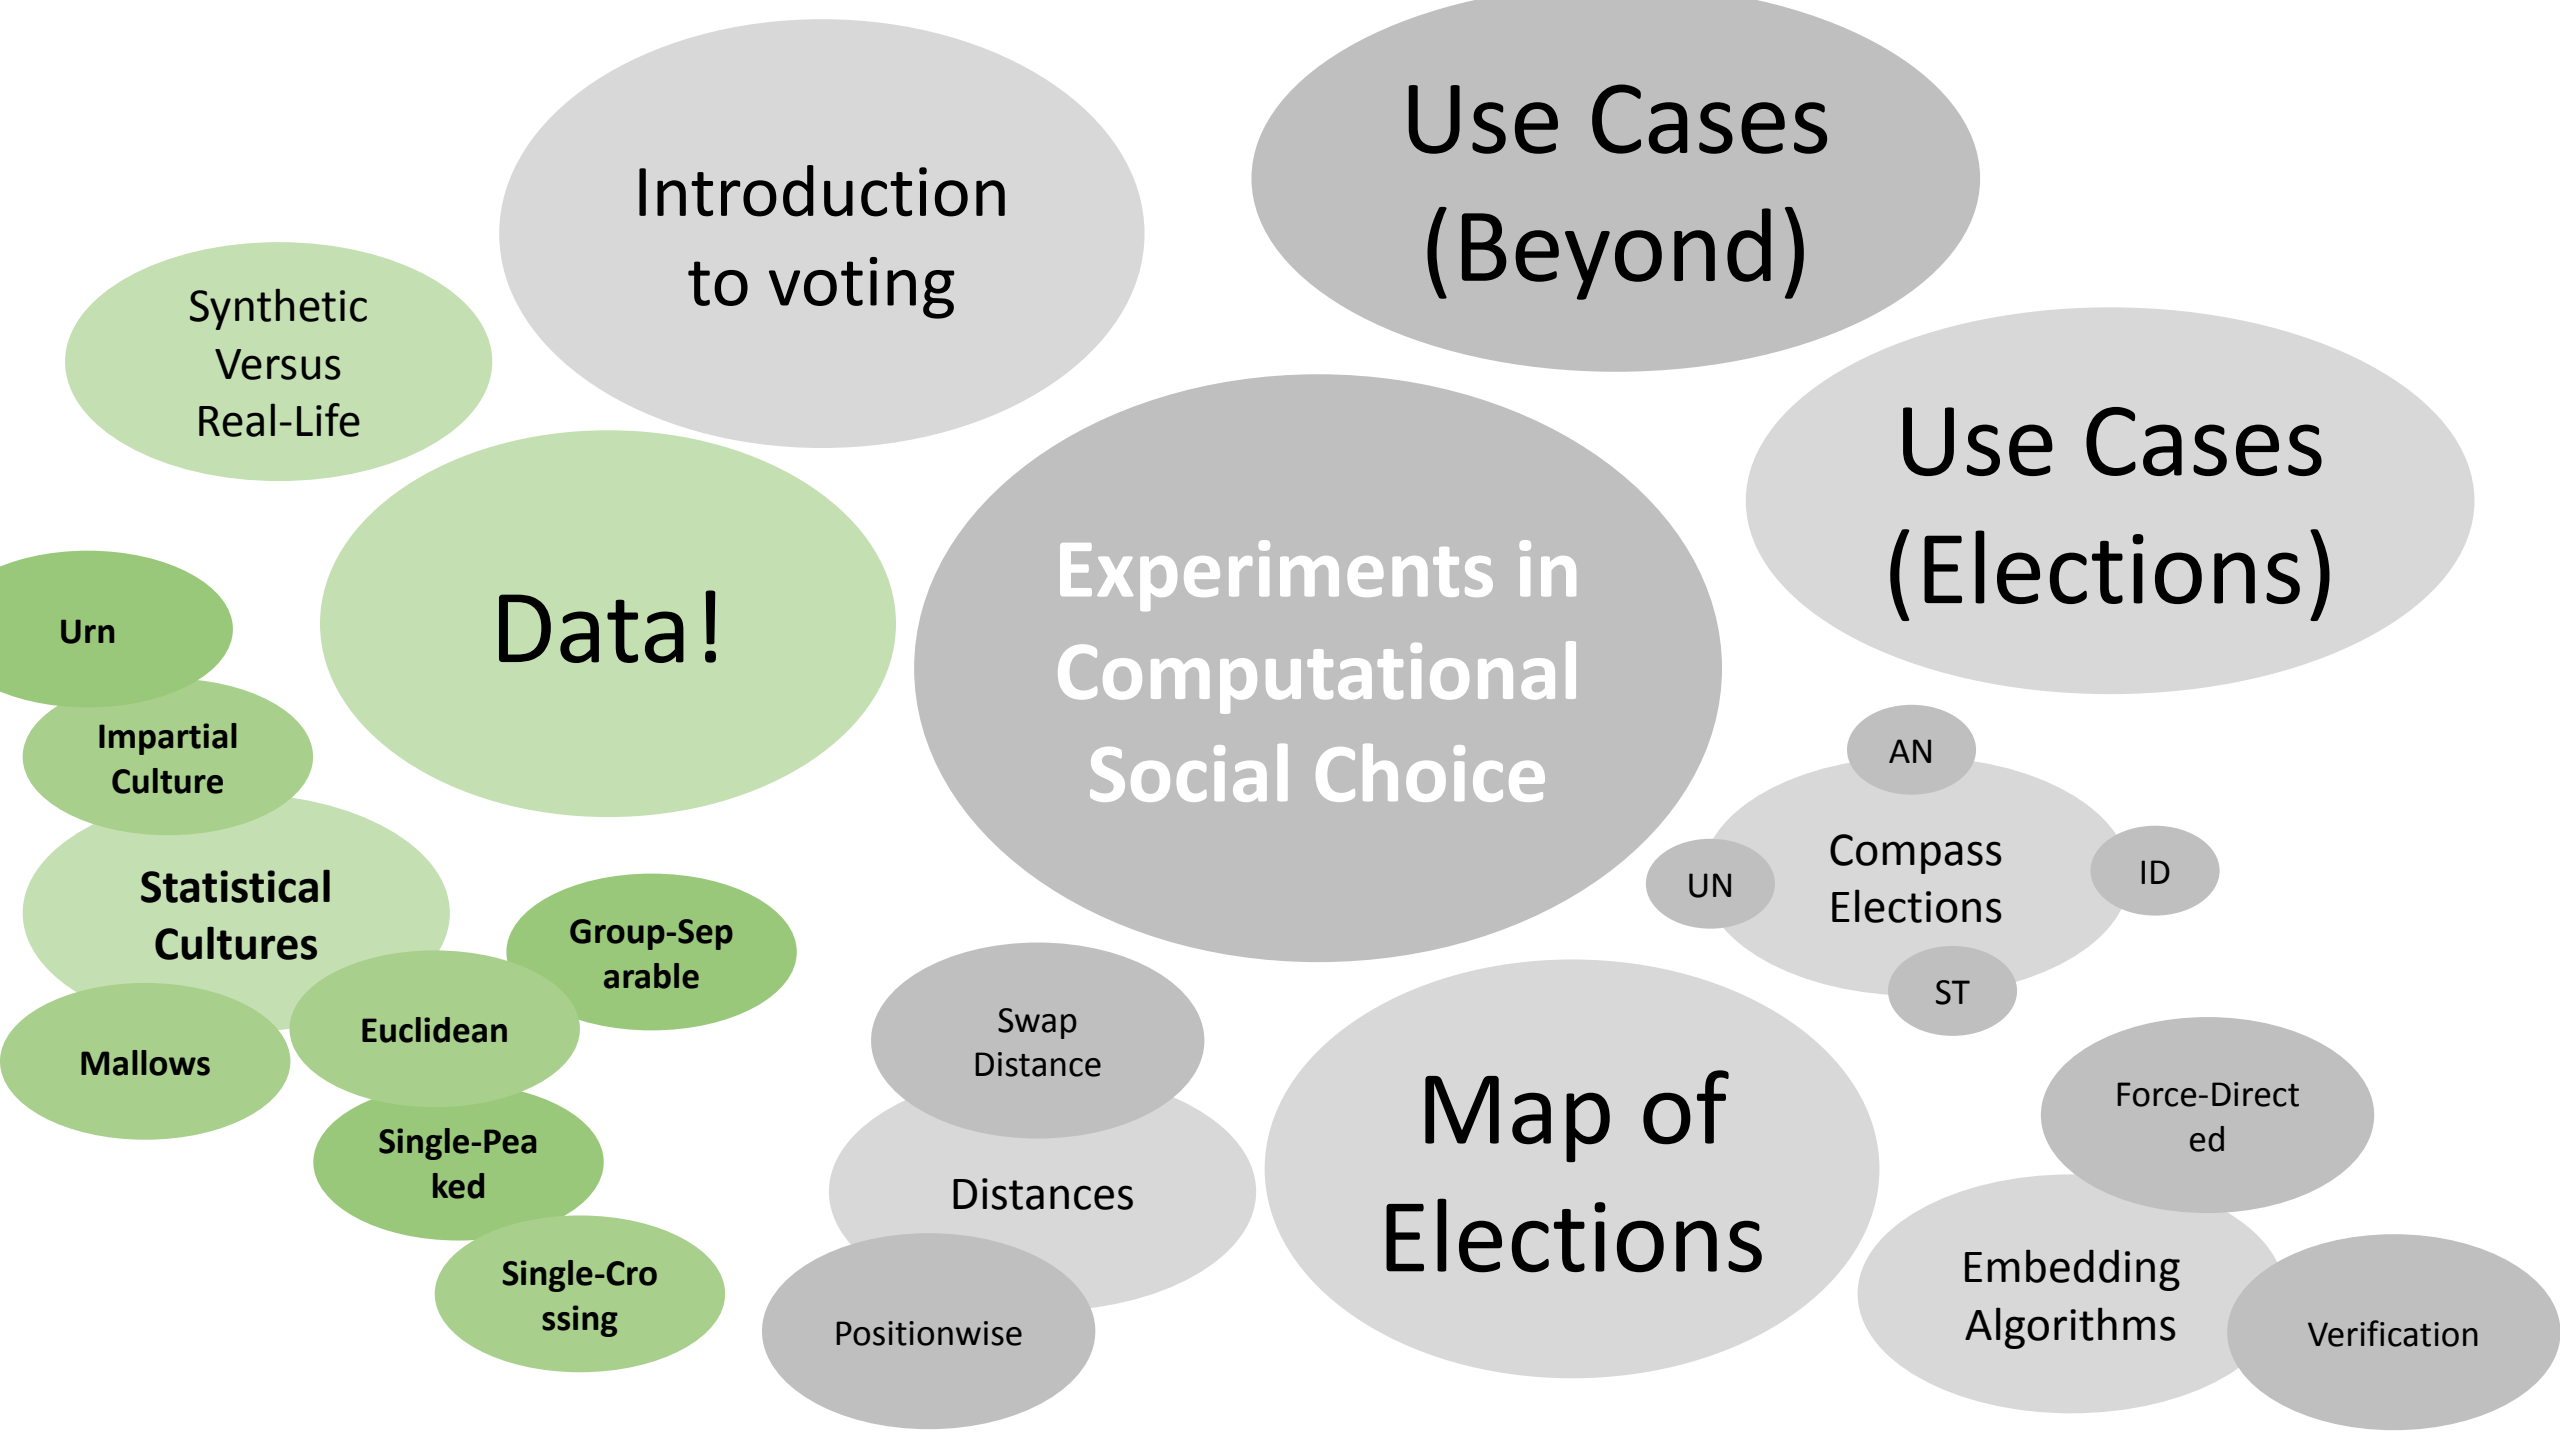 Introduction
to voting
Use Cases
(Beyond)
Synthetic
Versus
Real-Life
Use Cases
(Elections)
Data!
Experiments in
Computational
Social Choice
Urn
Impartial
Culture
Statistical
Cultures
Mallows
Euclidean
Group-Sep
arable
Single-Pea
ked
Single-Cro
ssing
AN
UN
Compass
Elections
ID
ST
Swap
Distance
Distances
Positionwise
Map of
Elections
Force-Direct
ed
Embedding
Algorithms
Verification